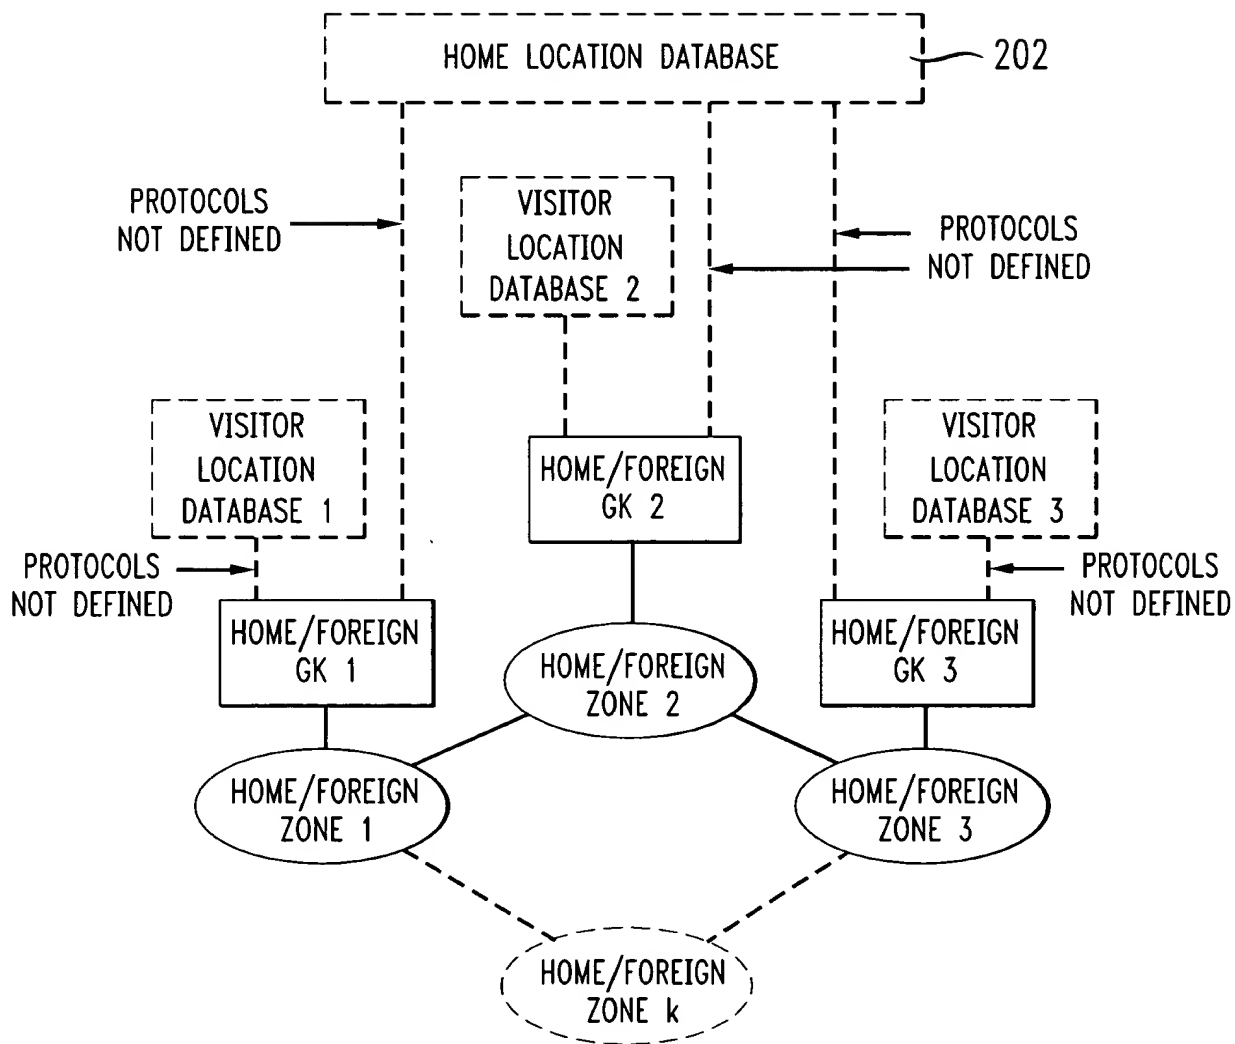 HOME LOCATION DATABASE
202
PROTOCOLS
NOT DEFINED
VISITOR
LOCATION
DATABASE 2
PROTOCOLS
NOT DEFINED
VISITOR
LOCATION
DATABASE 1
HOME/FOREIGN
GK 2
VISITOR
LOCATION
DATABASE 3
PROTOCOLS
NOT DEFINED
PROTOCOLS
NOT DEFINED
HOME/FOREIGN
GK 1
HOME/FOREIGN
ZONE 2
HOME/FOREIGN
GK 3
HOME/FOREIGN
ZONE 1
HOME/FOREIGN
ZONE 3
HOME/FOREIGN
ZONE k